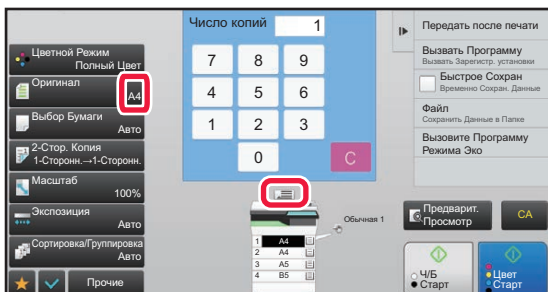 Число копий 1
Цветной Режим
Полный Цвет
Оригинал
A4
Выбор Бумаги
Авто
2-Стор. Копия
1-Сторонн.→1-Сторонн.
Масштаб
100%
Экспозиция
Авто
Сортировка/Группировка
Авто
Прочие
7 8 9
4 5 6
1 2 3
0 C
Обычная 1
1 A4
2 A4
3 A5
4 B5
Передать после печати
Вызвать Программу
Вызвать Зарегистр. установки
Быстрое Сохран
Временно Сохран. Данные
Файл
Сохранить Данные в Папке
Вызовите Программу
Режима Эко
Предварит.
Просмотр
CA
Ч/Б
Старт
Цвет
Старт